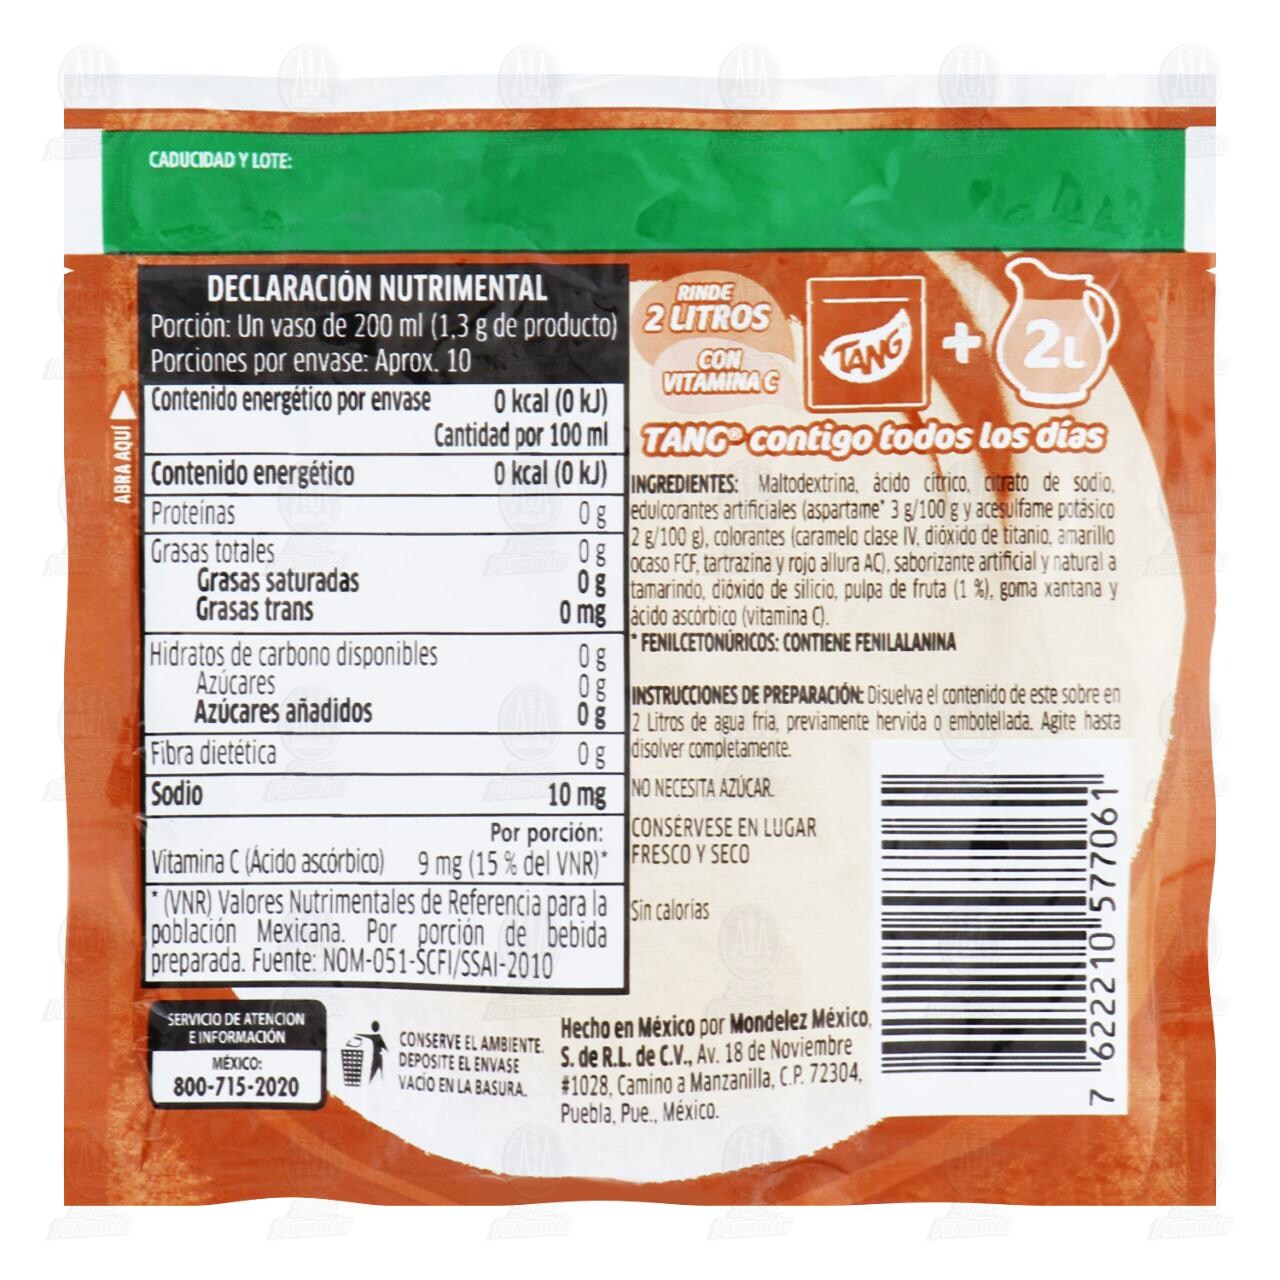 CADUCIDAD Y LOTE:
ABRA AQUÍ
DECLARACIÓN NUTRIMENTAL
Porción: Un vaso de 200 ml (1,3 g de producto)
Porciones por envase: Aprox. 10
Contenido energético por envase 0 kcal (0 kJ)
Cantidad por 100 ml
Contenido energético 0 kcal (0 kJ)
Proteínas 0 g
Grasas totales 0 g
Grasas saturadas 0 g
Grasas trans 0 mg
Hidratos de carbono disponibles 0 g
Azúcares 0 g
Azúcares añadidos 0 g
Fibra dietética 0 g
Sodio 10 mg
Por porción:
Vitamina C (Ácido ascórbico) 9 mg (15 % del VNR)*
* (VNR) Valores Nutrimentales de Referencia para la
población Mexicana. Por porción de bebida
preparada. Fuente: NOM-051-SCFI/SSAI-2010
SERVICIO DE ATENCION
E INFORMACIÓN
MÉXICO:
800-715-2020
CONSERVE EL AMBIENTE.
DEPOSITE EL ENVASE
VACÍO EN LA BASURA.
RINDE
2 LITROS
CON
VITAMINA C
TANG
+
2L
TANG® contigo todos los días
INGREDIENTES: Maltodextrina, ácido cítrico, citrato de sodio,
edulcorantes artificiales (aspartame* 3 g/100 g y acesulfame potásico
2 g/100 g), colorantes (caramelo clase IV, dióxido de titanio, amarillo
ocaso FCF, tartrazina y rojo allura AC), saborizante artificial y natural a
tamarindo, dióxido de silicio, pulpa de fruta (1 %), goma xantana y
ácido ascórbico (vitamina C).
* FENILCETONÚRICOS: CONTIENE FENILALANINA
INSTRUCCIONES DE PREPARACIÓN: Disuelva el contenido de este sobre en
2 Litros de agua fria, previamente hervida o embotellada. Agite hasta
disolver completamente.
NO NECESITA AZÚCAR.
CONSÉRVESE EN LUGAR
FRESCO Y SECO
Sin calorías
Hecho en México por Mondelez México,
S. de R.L. de C.V., Av. 18 de Noviembre
#1028, Camino a Manzanilla, C.P. 72304,
Puebla, Pue., México.
7 622210 577061